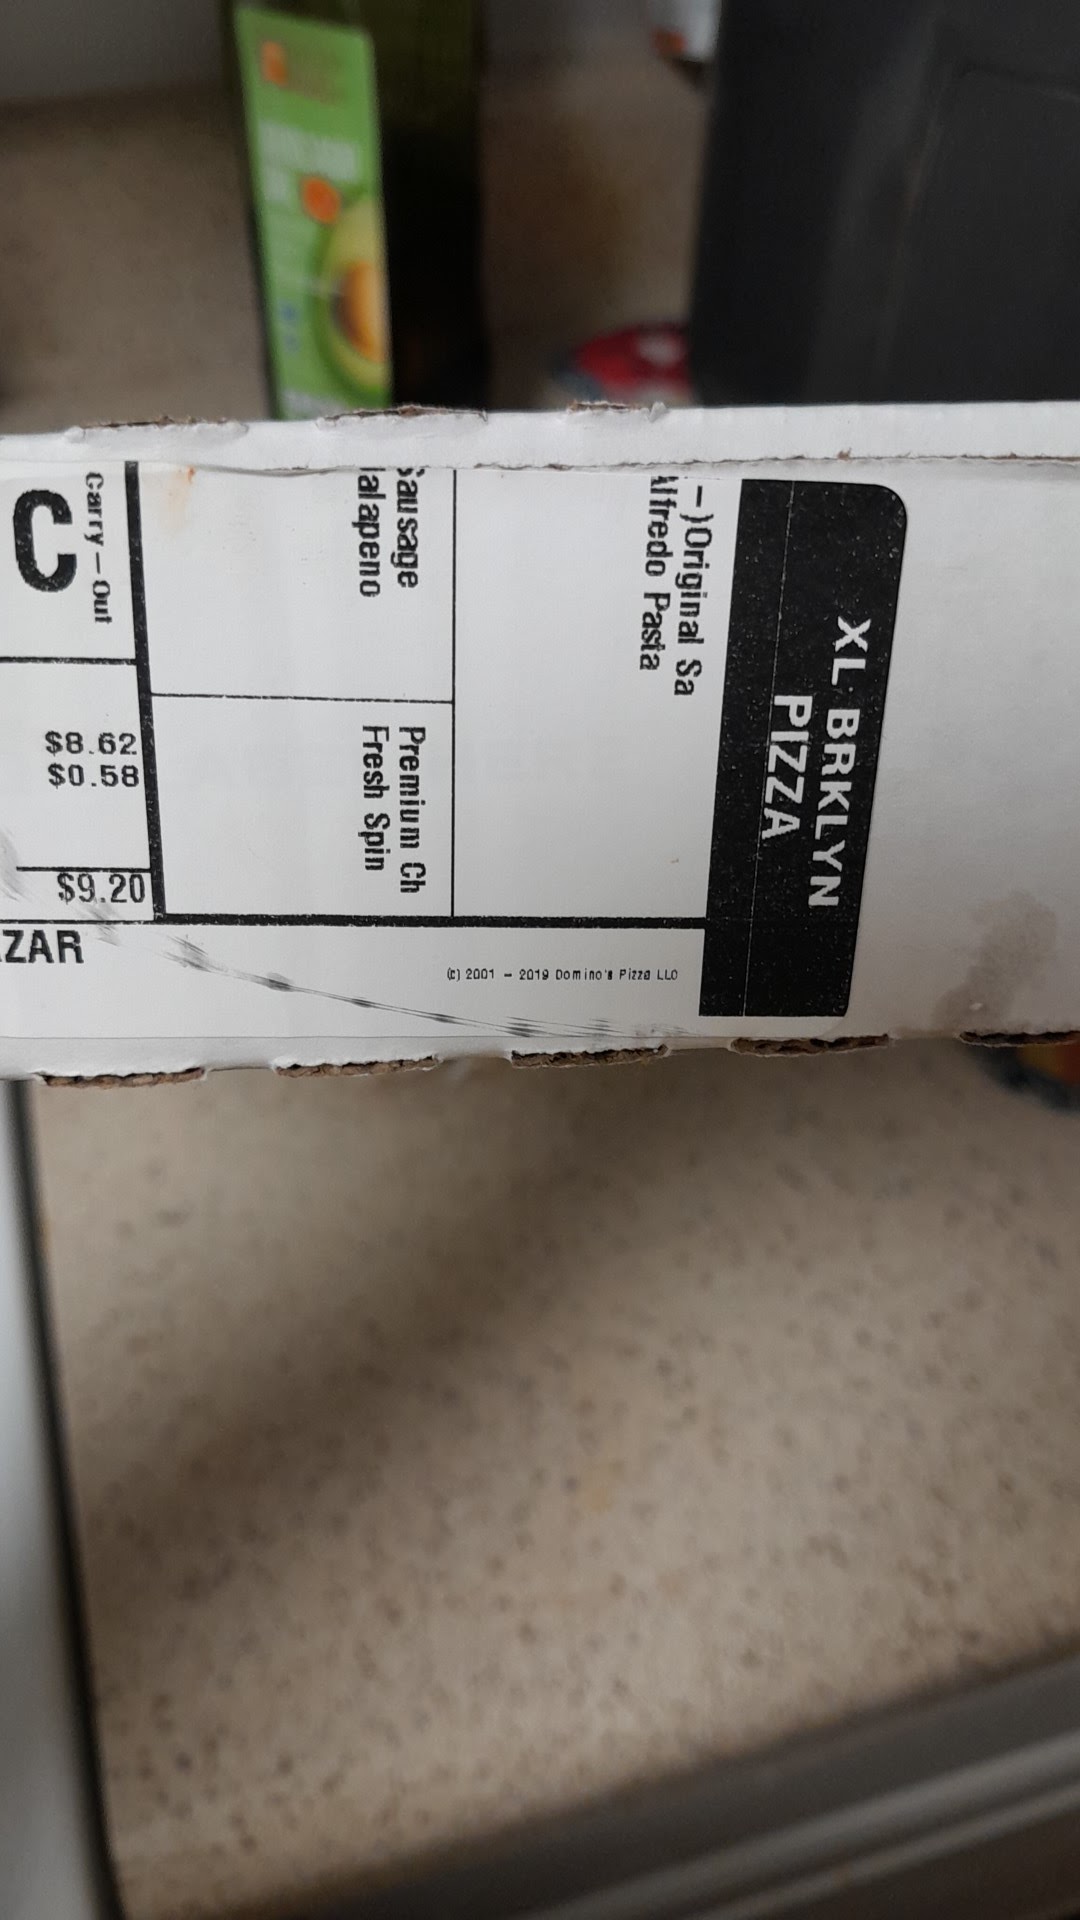 XL BRKLYN
PIZZA
-)Original Sa
Alfredo Pasta
Sausage
Jalapeno
Premium Ch
Fresh Spin
Carry-Out
C
$8.62
$0.58
$9.20
ZAR
(c) 2001 - 2019 Domino's Pizza LLC